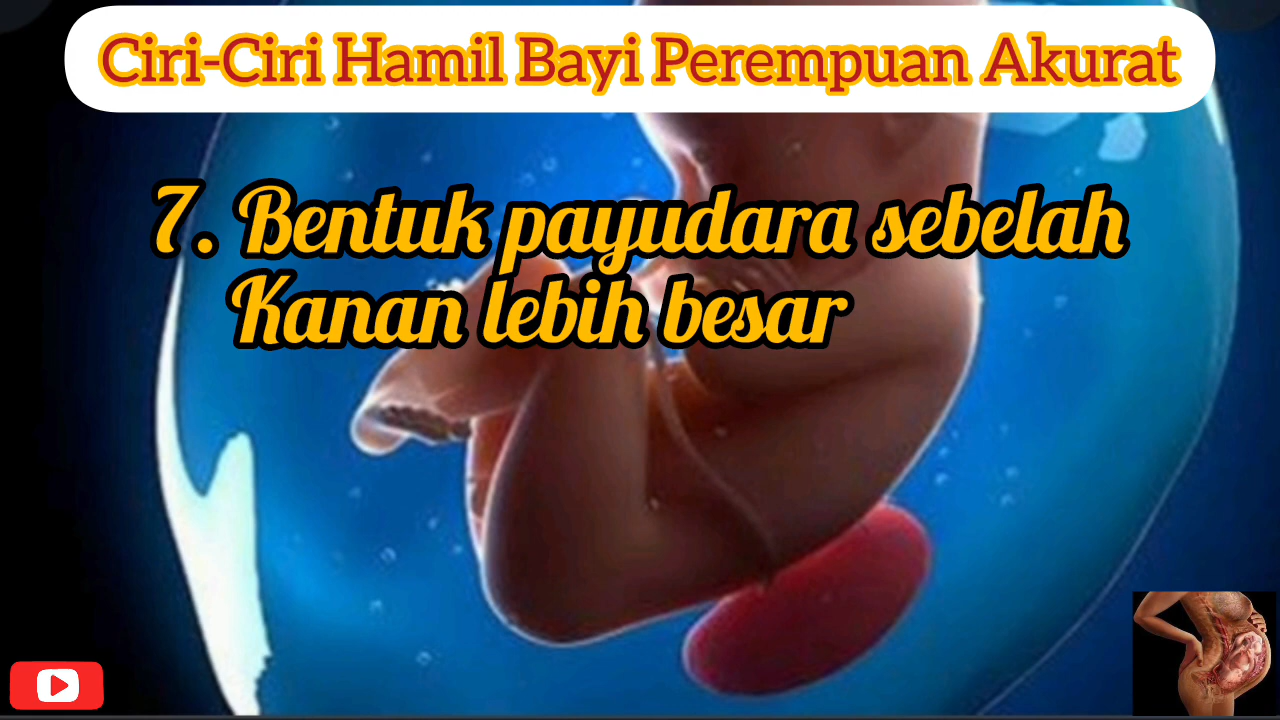 Ciri-Ciri Hamil Bayi Perempuan Akurat
7. Bentuk payudara sebelah
Kanan lebih besar